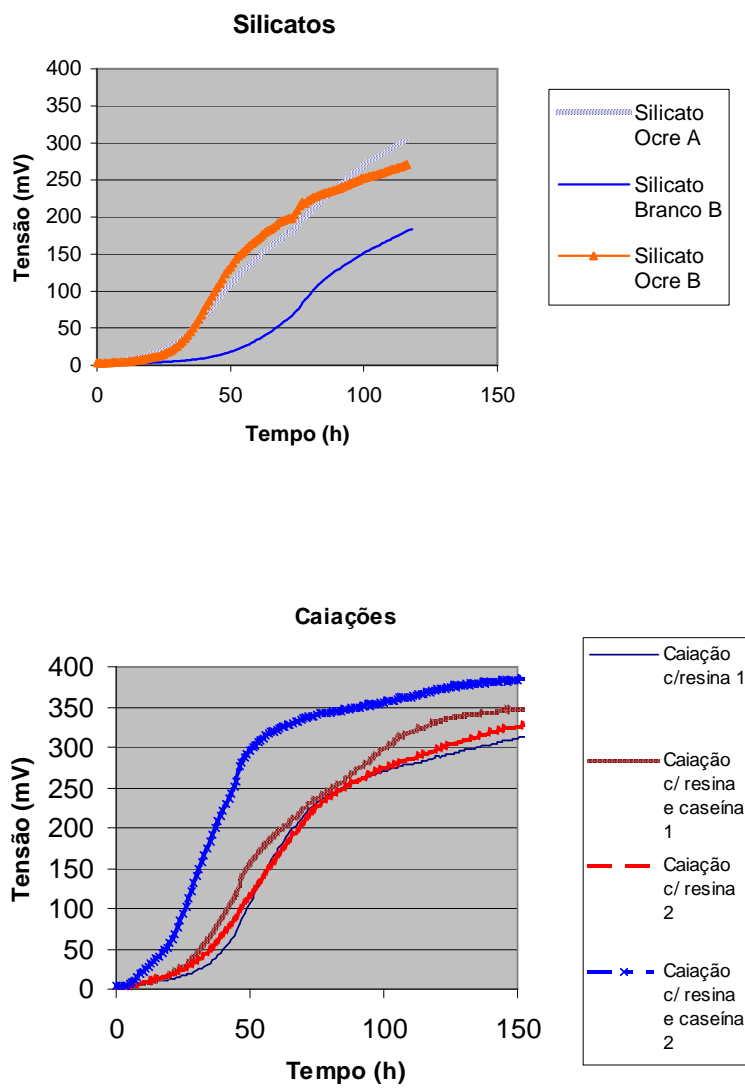 Silicatos
400
350
300
250
200
150
100
50
0
Tensão (mV)
0 50 100 150
Tempo (h)
Silicato
Ocre A
Silicato
Branco B
Silicato
Ocre B
Caiações
400
350
300
250
200
150
100
50
0
Tensão (mV)
0 50 100 150
Tempo (h)
Caiação
c/resina 1
Caiação
c/ resina
e caseína
1
Caiação
c/ resina
2
Caiação
c/ resina
e caseína
2